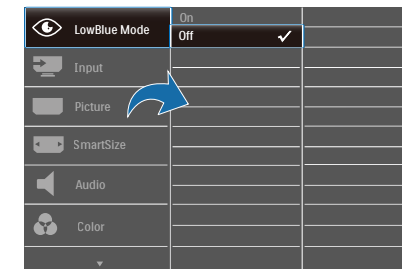 LowBlue Mode
On
Off
Input
Picture
SmartSize
Audio
Color